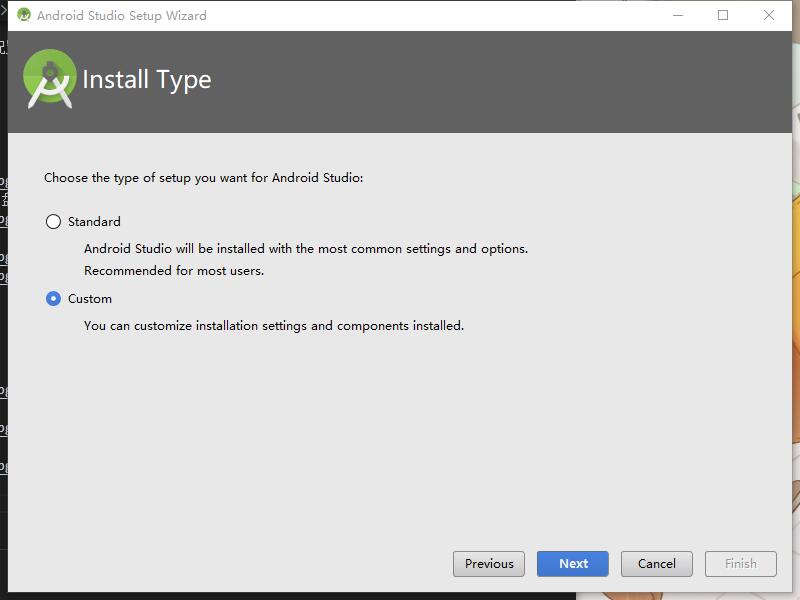 Android Studio Setup Wizard
Install Type
Choose the type of setup you want for Android Studio:
Standard
Android Studio will be installed with the most common settings and options.
Recommended for most users.
Custom
You can customize installation settings and components installed.
Previous
Next
Cancel
Finish